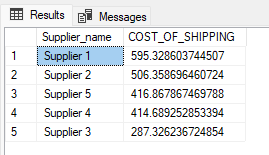 Results Messages
Supplier_name COST_OF_SHIPPING
1 Supplier 1 595.328603744507
2 Supplier 2 506.358696460724
3 Supplier 5 416.867867469788
4 Supplier 4 414.689252853394
5 Supplier 3 287.326236724854